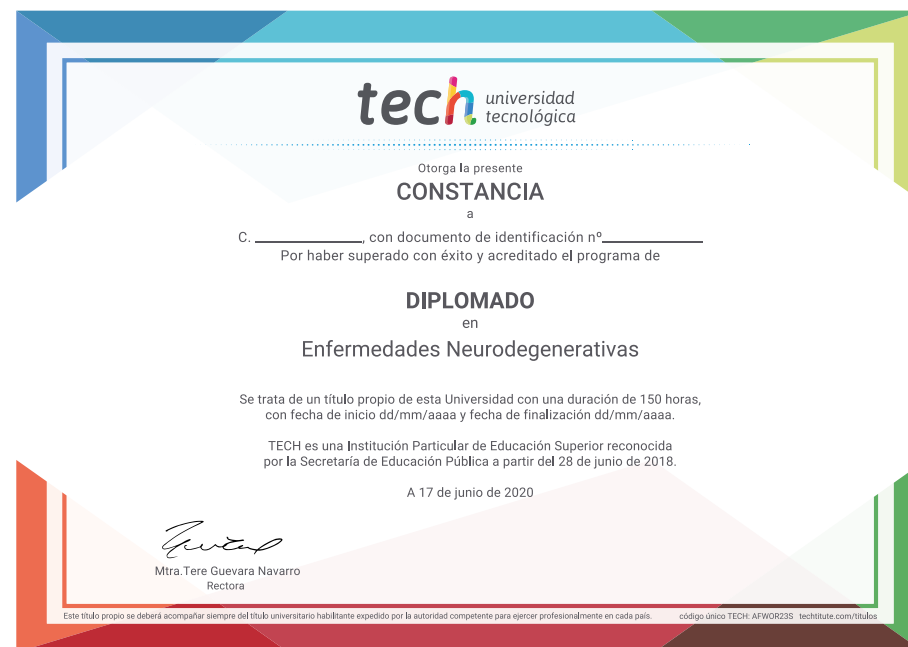 tech universidad
tecnológica
Otorga la presente
CONSTANCIA
a
C. ____________, con documento de identificación nº____________
Por haber superado con éxito y acreditado el programa de
DIPLOMADO
en
Enfermedades Neurodegenerativas
Se trata de un título propio de esta Universidad con una duración de 150 horas,
con fecha de inicio dd/mm/aaaa y fecha de finalización dd/mm/aaaa.
TECH es una Institución Particular de Educación Superior reconocida
por la Secretaría de Educación Pública a partir del 28 de junio de 2018.
A 17 de junio de 2020
Mtra.Tere Guevara Navarro
Rectora
Este título propio se deberá acompañar siempre del título universitario habilitante expedido por la autoridad competente para ejercer profesionalmente en cada país. código único TECH: AFWOR23S techtitute.com/títulos